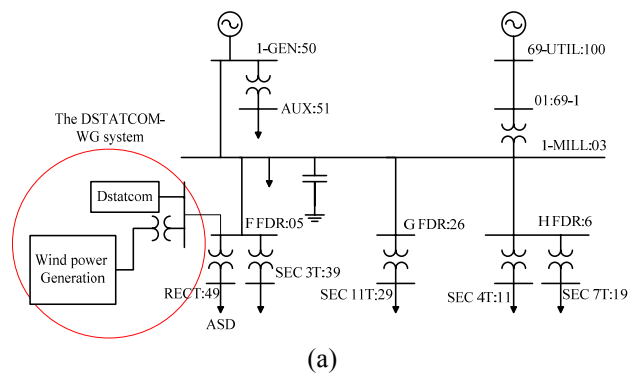 1-GEN:50
69-UTIL:100
AUX:51
01:69-1
The DSTATCOM-
WG system
1-MILL:03
Dstatcom
F FDR:05
G FDR:26
H FDR:6
Wind power
Generation
SEC 3T:39
RECT:49
SEC 11T:29
SEC 4T:11
SEC 7T:19
ASD
(a)